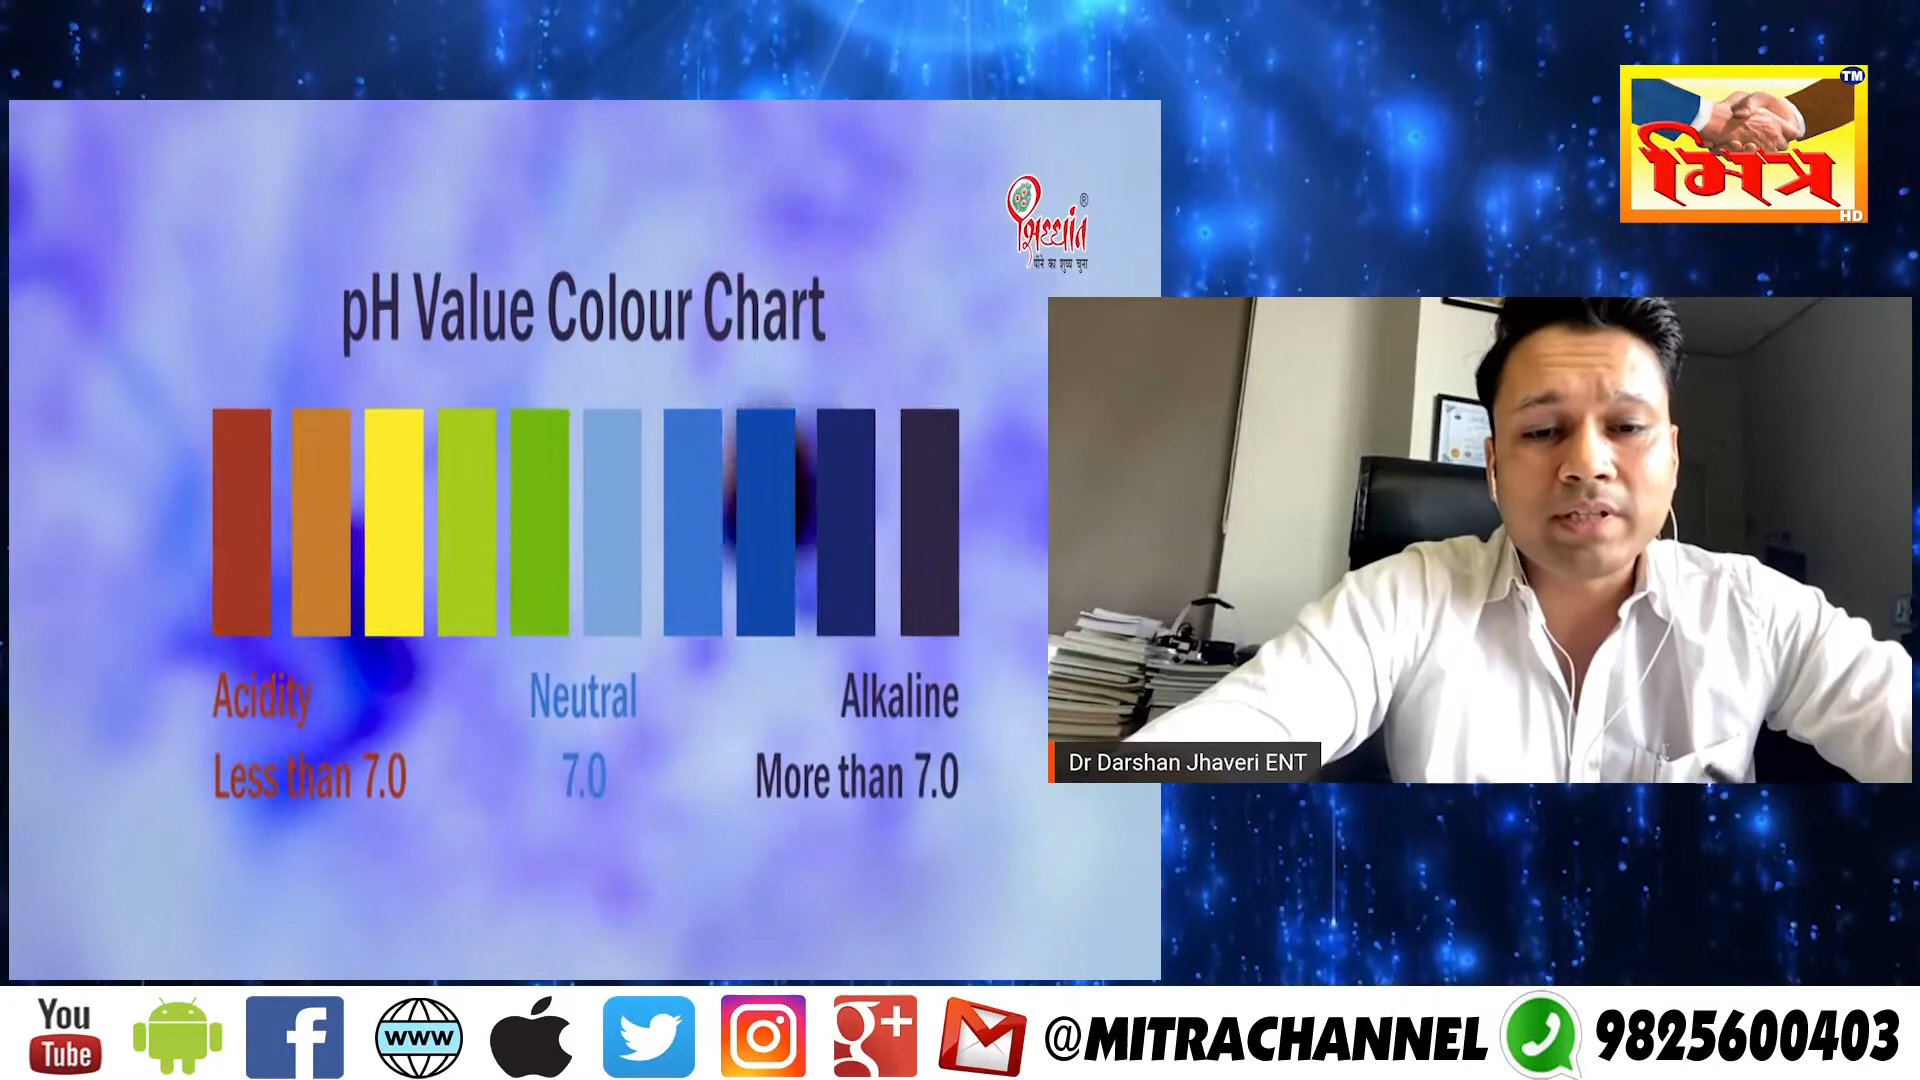 TM
मित्र
HD
®
सिध्धांत
पीने का शुध्ध चुना
pH Value Colour Chart
Acidity
Neutral
Alkaline
Less than 7.0
7.0
More than 7.0
Dr Darshan Jhaveri ENT
You
Tube
f
www
g+
@MITRACHANNEL
9825600403